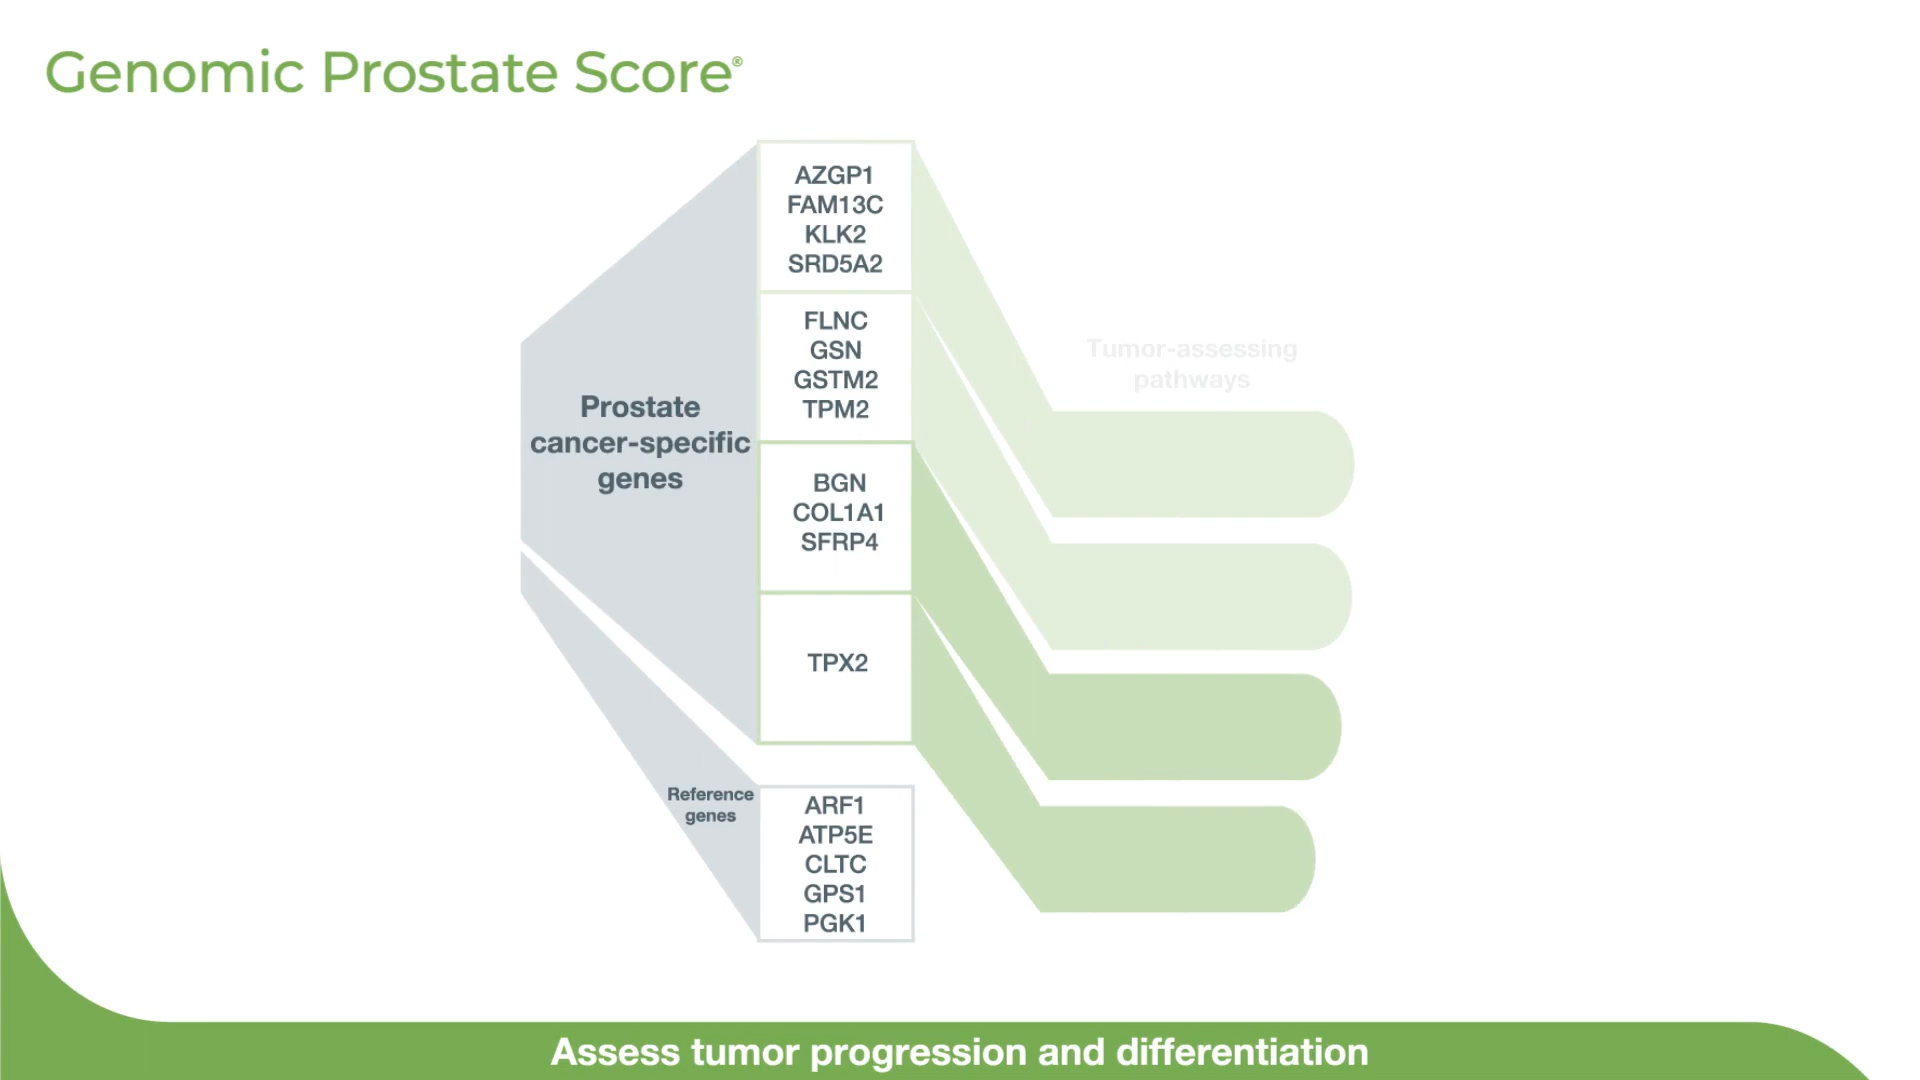 Genomic Prostate Score®
AZGP1
FAM13C
KLK2
SRD5A2
FLNC
GSN
GSTM2
TPM2
Prostate
cancer-specific
genes
BGN
COL1A1
SFRP4
TPX2
Tumor-assessing
pathways
Reference
genes
ARF1
ATP5E
CLTC
GPS1
PGK1
Assess tumor progression and differentiation